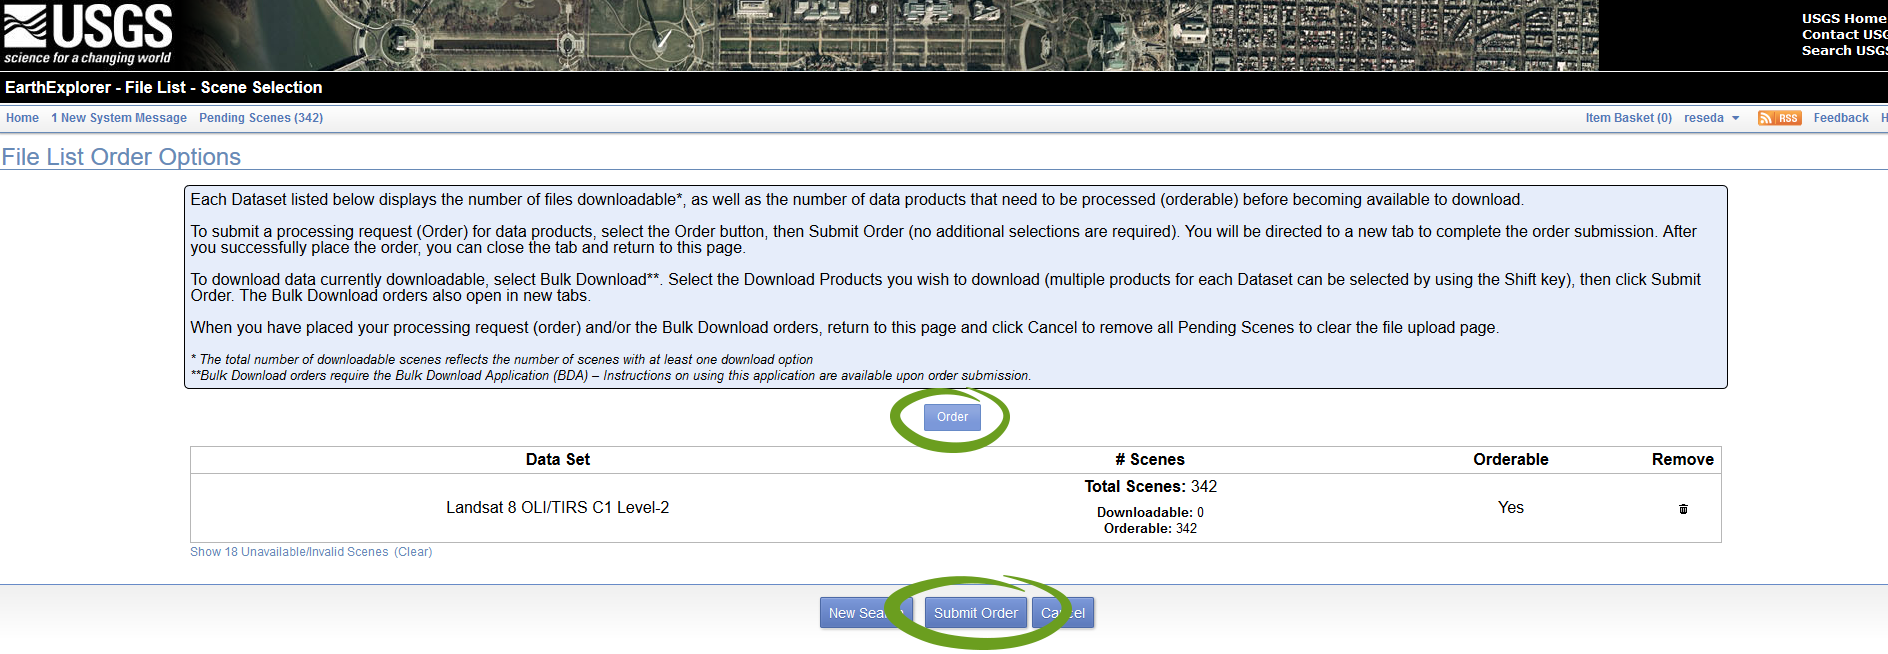 USGS
science for a changing world
USGS Home
Contact USG
Search USGS
EarthExplorer - File List - Scene Selection
Home 1 New System Message Pending Scenes (342) Item Basket (0) reseda RSS Feedback H
File List Order Options
Each Dataset listed below displays the number of files downloadable*, as well as the number of data products that need to be processed (orderable) before becoming available to download.
To submit a processing request (Order) for data products, select the Order button, then Submit Order (no additional selections are required). You will be directed to a new tab to complete the order submission. After
you successfully place the order, you can close the tab and return to this page.
To download data currently downloadable, select Bulk Download**. Select the Download Products you wish to download (multiple products for each Dataset can be selected by using the Shift key), then click Submit
Order. The Bulk Download orders also open in new tabs.
When you have placed your processing request (order) and/or the Bulk Download orders, return to this page and click Cancel to remove all Pending Scenes to clear the file upload page.
* The total number of downloadable scenes reflects the number of scenes with at least one download option
**Bulk Download orders require the Bulk Download Application (BDA) – Instructions on using this application are available upon order submission.
Order
Data Set # Scenes Orderable Remove
Total Scenes: 342
Landsat 8 OLI/TIRS C1 Level-2 Yes
Downloadable: 0
Orderable: 342
Show 18 Unavailable/Invalid Scenes (Clear)
New Search Submit Order Cancel